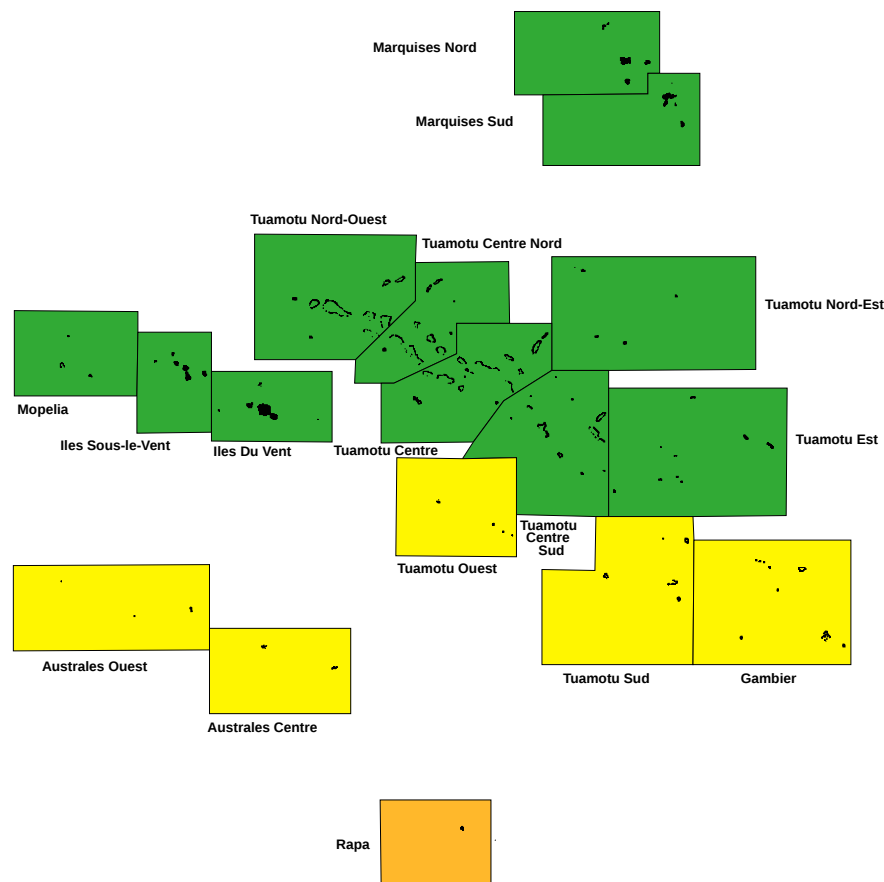 Marquises Nord
Marquises Sud
Tuamotu Nord-Ouest
Tuamotu Centre Nord
Tuamotu Nord-Est
Mopelia
Iles Sous-le-Vent
Iles Du Vent
Tuamotu Centre
Tuamotu Est
Tuamotu
Centre
Sud
Tuamotu Ouest
Australes Ouest
Tuamotu Sud
Gambier
Australes Centre
Rapa